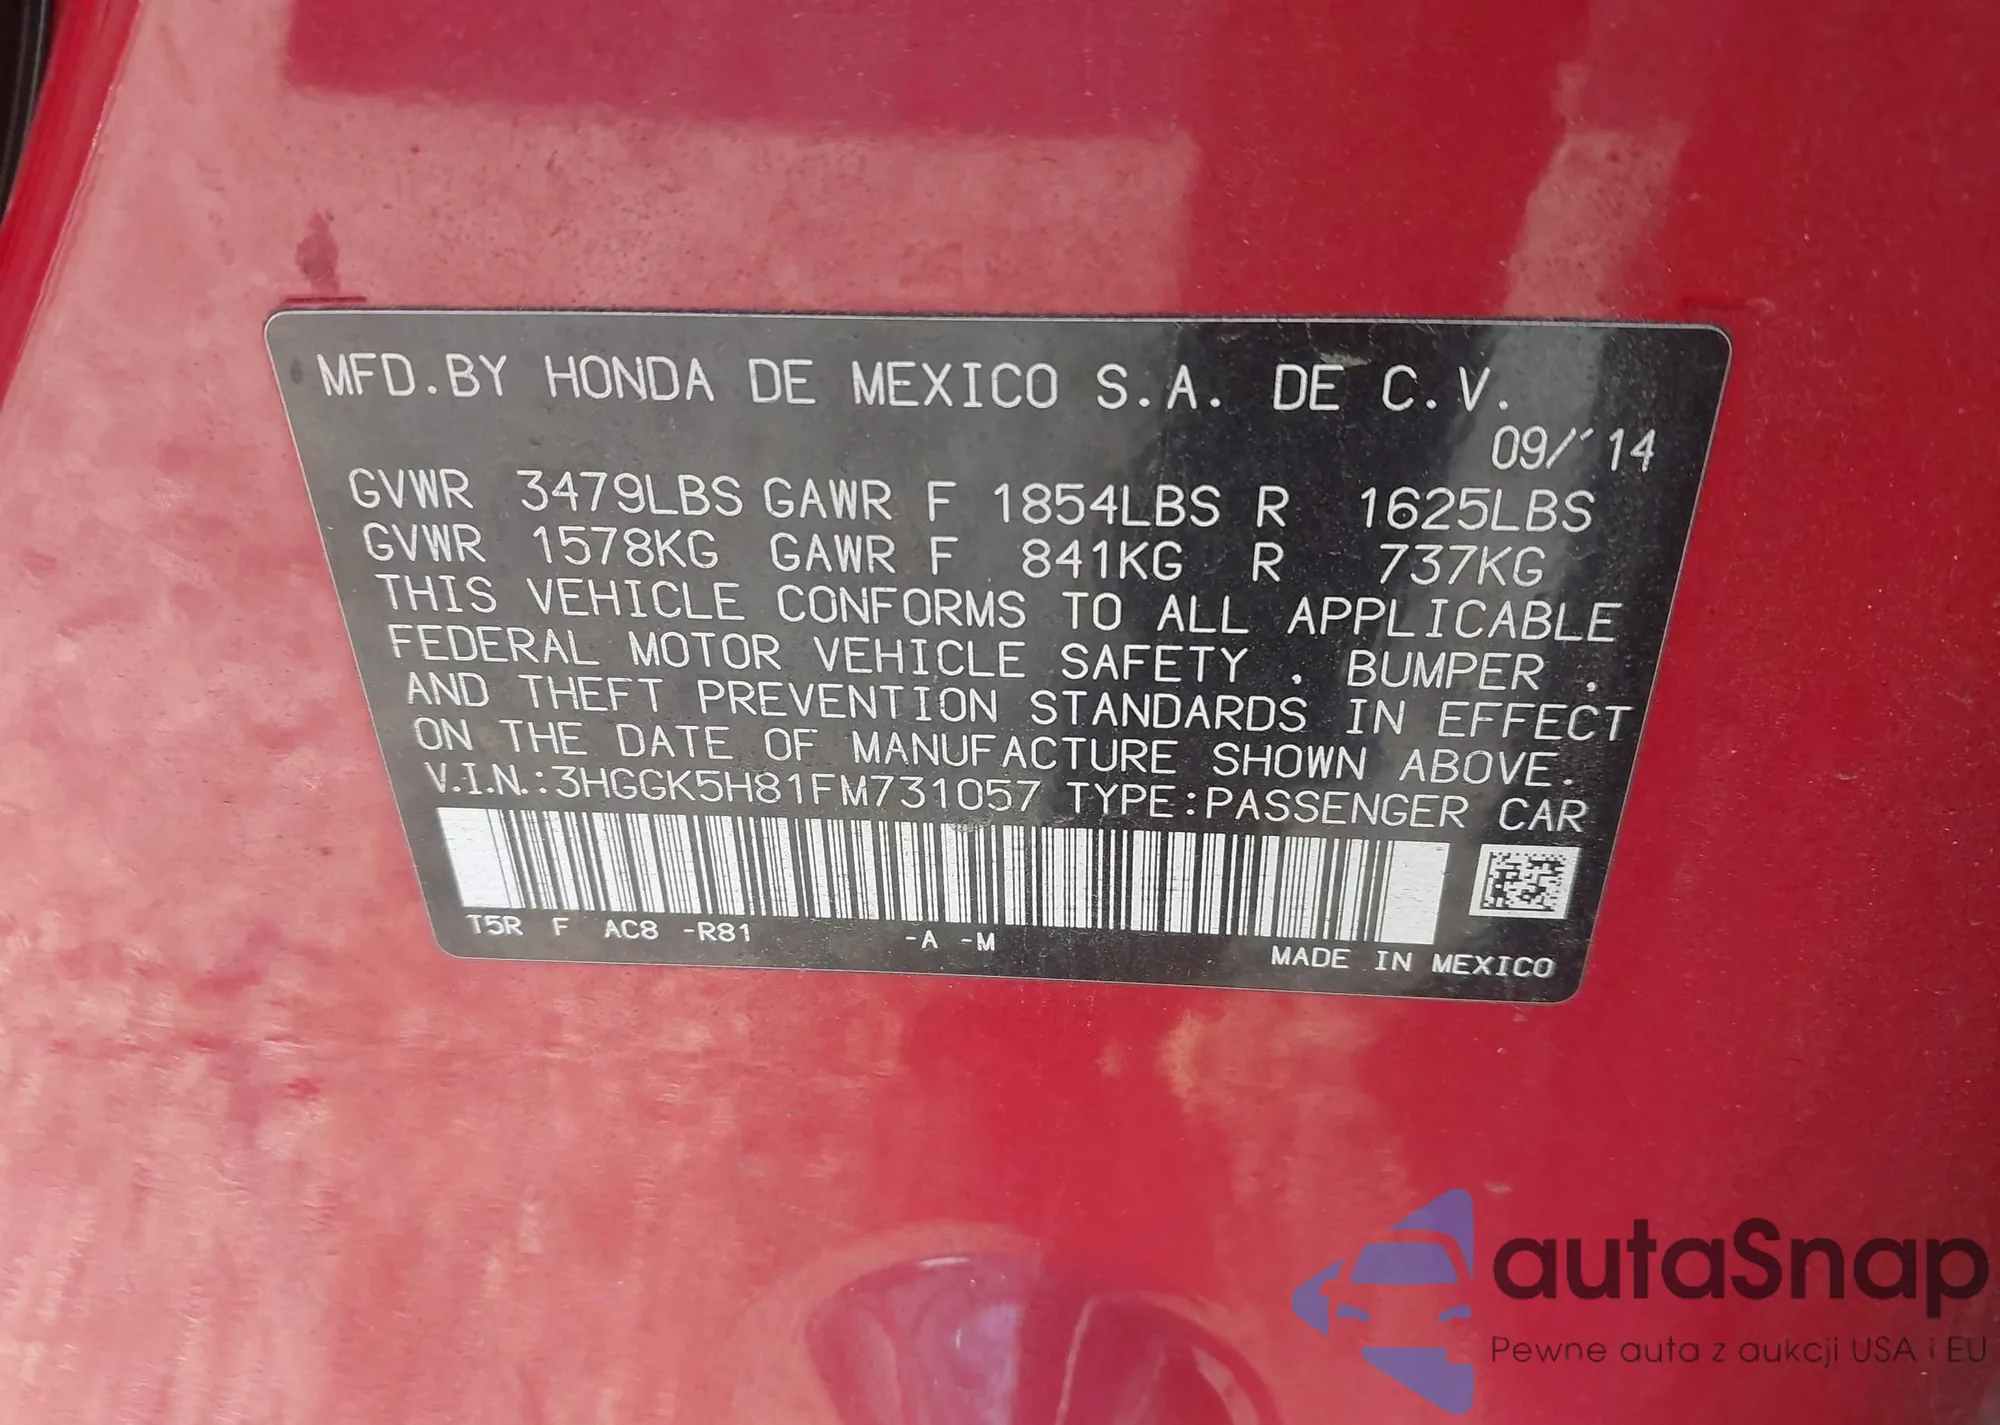 MFD.BY HONDA DE MEXICO S.A. DE C.V.
09/'14
GVWR 3479LBS GAWR F 1854LBS R 1625LBS
GVWR 1578KG GAWR F 841KG R 737KG
THIS VEHICLE CONFORMS TO ALL APPLICABLE
FEDERAL MOTOR VEHICLE SAFETY , BUMPER ,
AND THEFT PREVENTION STANDARDS IN EFFECT
ON THE DATE OF MANUFACTURE SHOWN ABOVE.
V.I.N.:3HGGK5H81FM731057 TYPE:PASSENGER CAR
T5R F AC8 -R81 -A -M
MADE IN MEXICO
autaSnap
Pewne auta z aukcji USA i EU